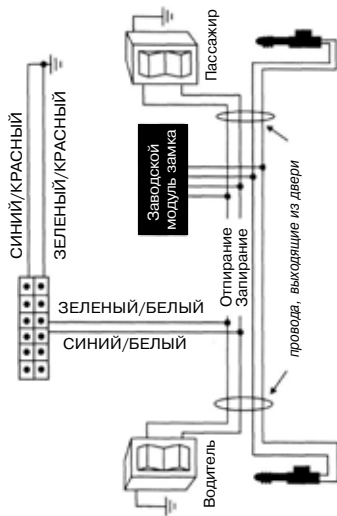 СИНИЙ/КРАСНЫЙ
ЗЕЛЕНЫЙ/КРАСНЫЙ
ЗЕЛЕНЫЙ/БЕЛЫЙ
СИНИЙ/БЕЛЫЙ
Пассажир
Заводской
модуль замка
Отпирание
Запирание
провода, выходящие из двери
Водитель